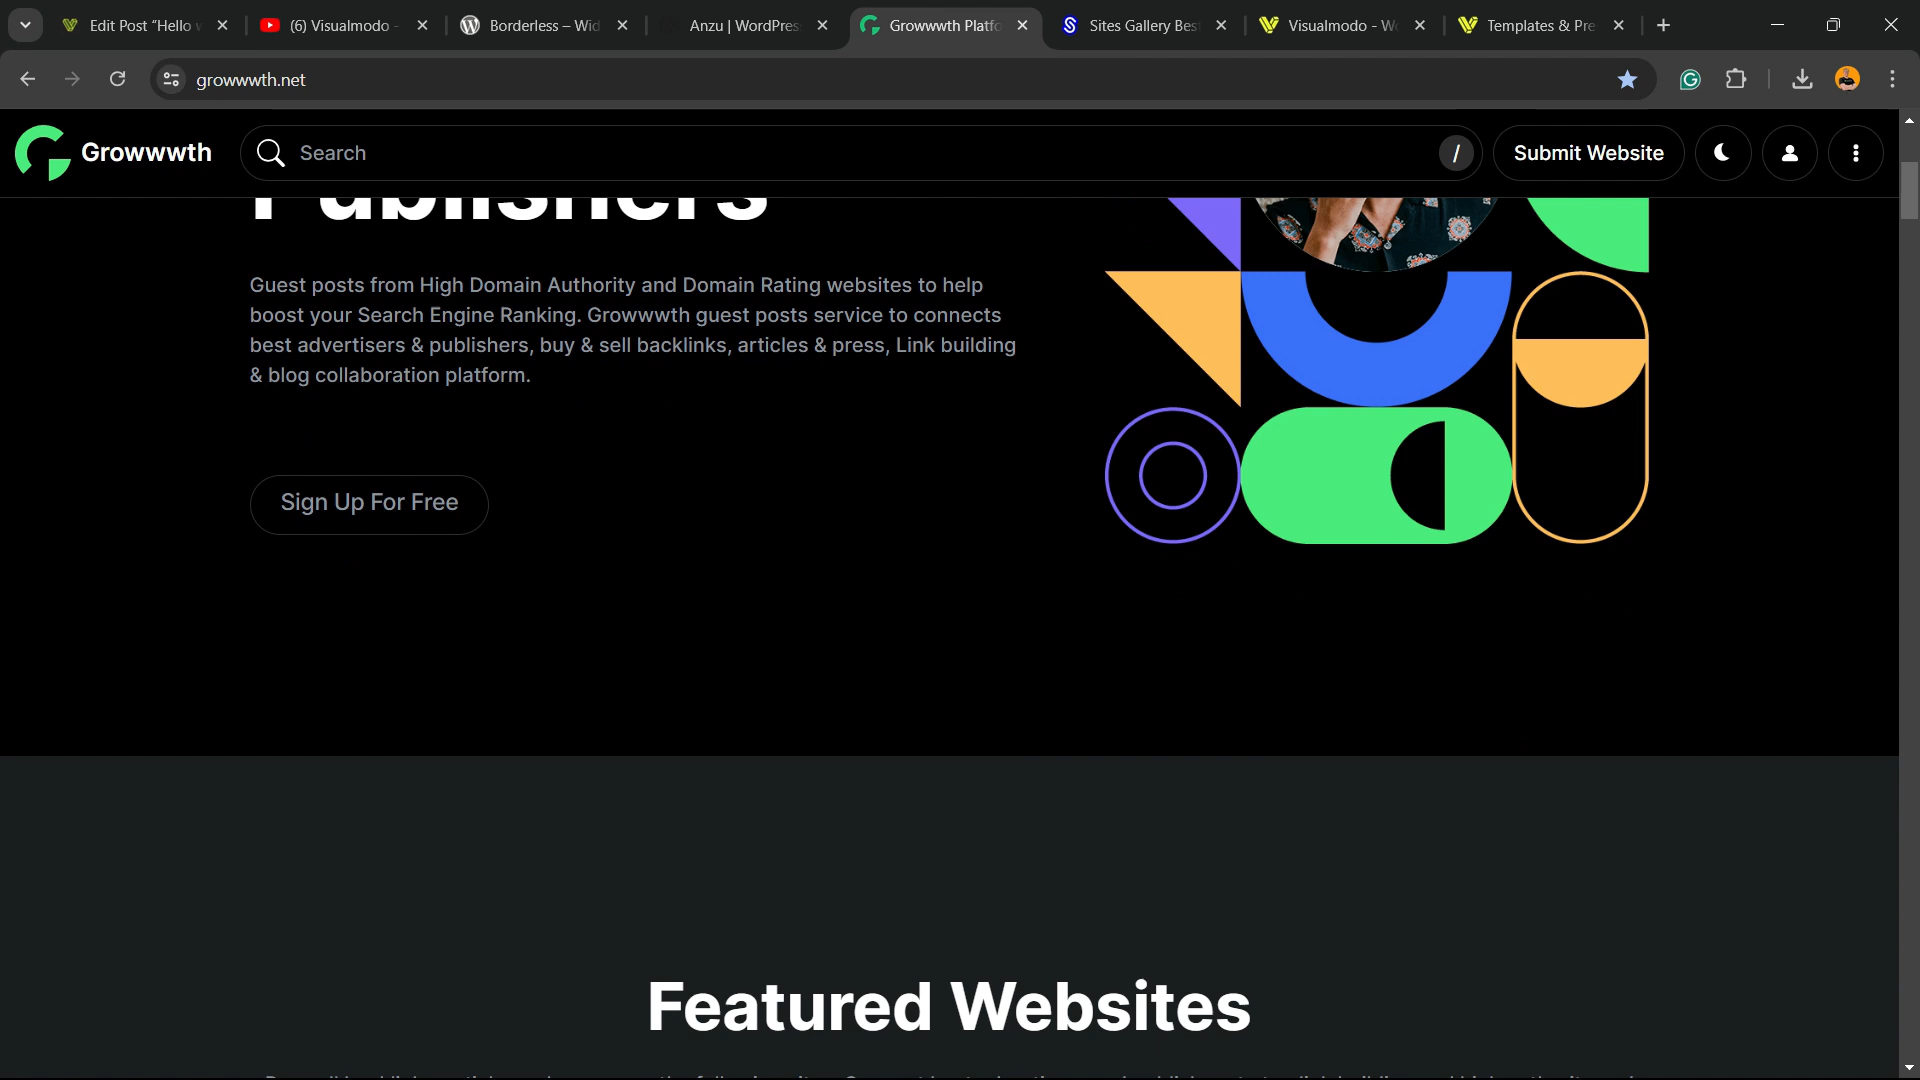 Edit Post “Hello
(6) Visualmodo -
Borderless – Wid
Anzu | WordPres
Growwwth Platfo
Sites Gallery Bes
Visualmodo - Wo
Templates & Pre
growwwth.net
Growwwth
Search
/
Submit Website
Publishers
Guest posts from High Domain Authority and Domain Rating websites to help
boost your Search Engine Ranking. Growwwth guest posts service to connects
best advertisers & publishers, buy & sell backlinks, articles & press, Link building
& blog collaboration platform.
Sign Up For Free
Featured Websites